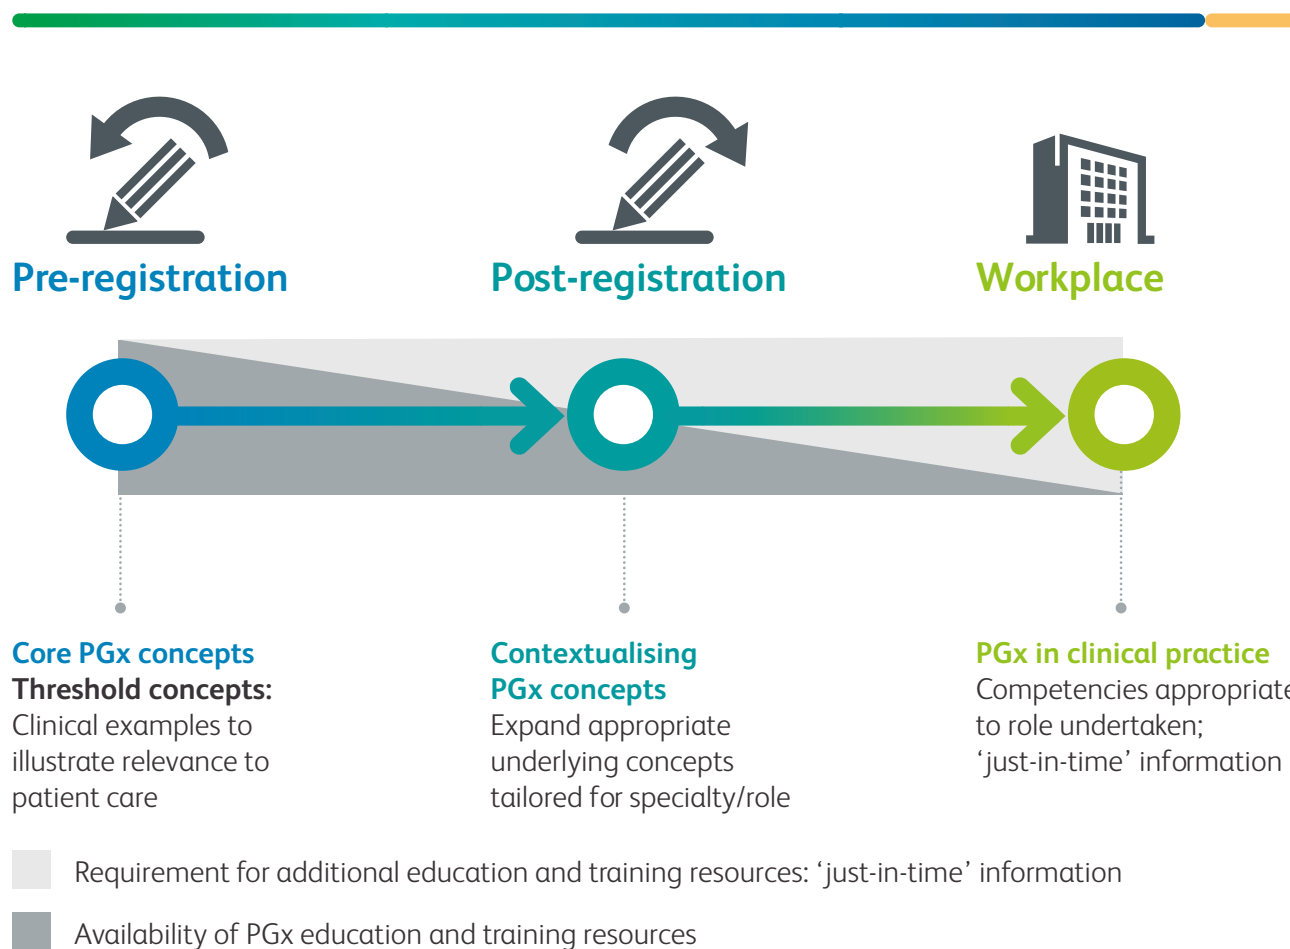 Pre-registration
Post-registration
Workplace
Core PGx concepts
Threshold concepts:
Clinical examples to
illustrate relevance to
patient care
Contextualising
PGx concepts
Expand appropriate
underlying concepts
tailored for specialty/role
PGx in clinical practice
Competencies appropriate
to role undertaken;
‘just-in-time’ information
Requirement for additional education and training resources: ‘just-in-time’ information
Availability of PGx education and training resources